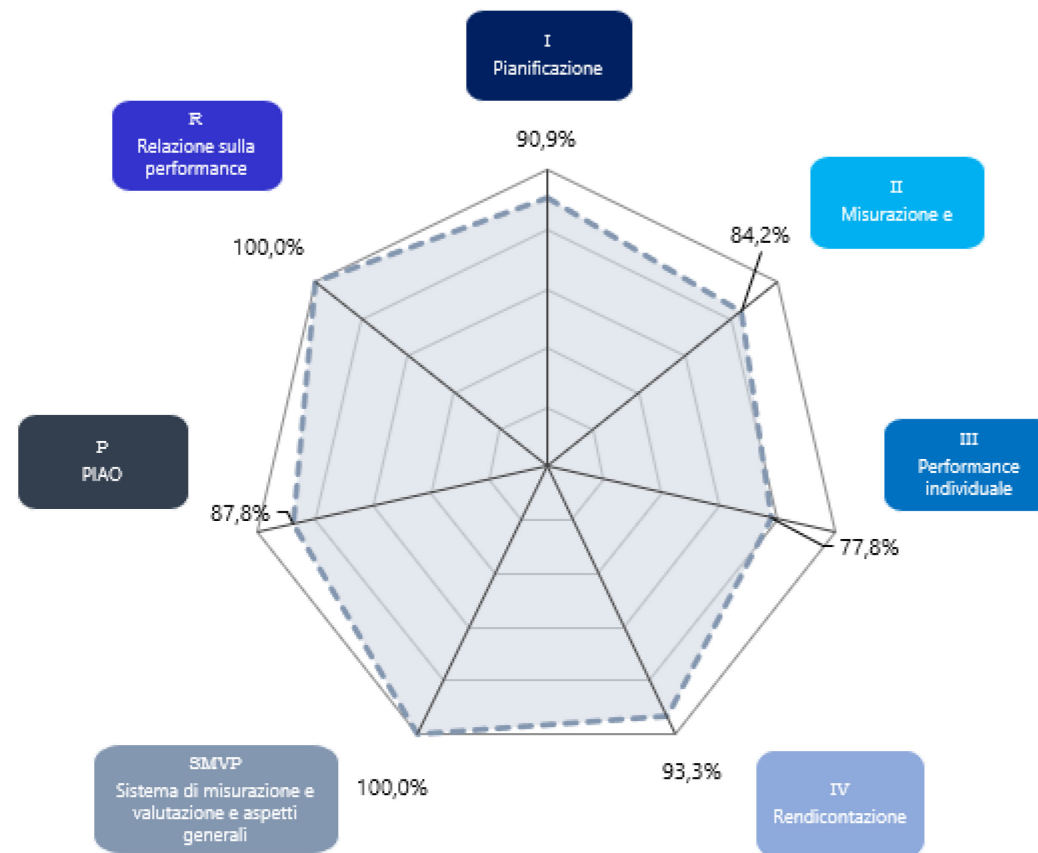 I
Pianificazione
90,9%
R
Relazione sulla
performance
100,0%
II
Misurazione e
84,2%
III
Performance
individuale
77,8%
P
PIAO
87,8%
SMVP
Sistema di misurazione e
valutazione e aspetti
generali
100,0%
93,3%
IV
Rendicontazione